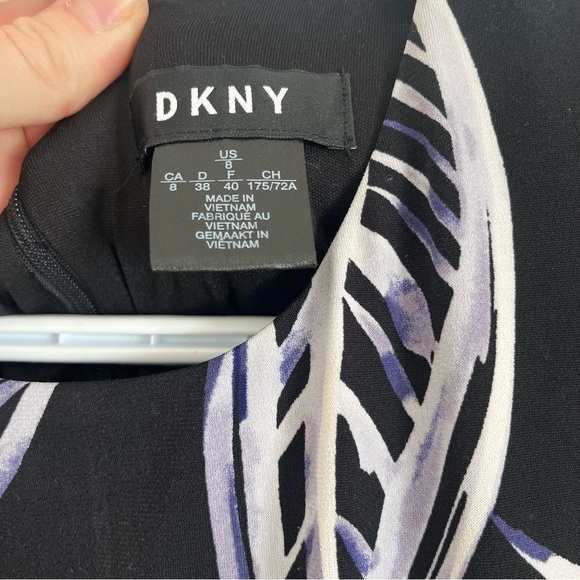 DKNY
US
8
CA D F CH
8 38 40 175/72A
MADE IN
VIETNAM
FABRIQUÉ AU
VIETNAM
GEMAAKT IN
VIETNAM